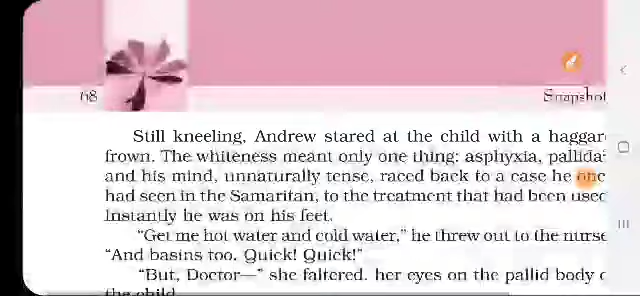 68
Snapshot
Still kneeling, Andrew stared at the child with a haggar
frown. The whiteness meant only one thing: asphyxia, pallida
and his mind, unnaturally tense, raced back to a case he
had seen in the Samaritan, to the treatment that had been used
Instantly he was on his feet.
“Get me hot water and cold water,” he threw out to the nurse
“And basins too. Quick! Quick!”
“But, Doctor—” she faltered. her eyes on the pallid body o
the child